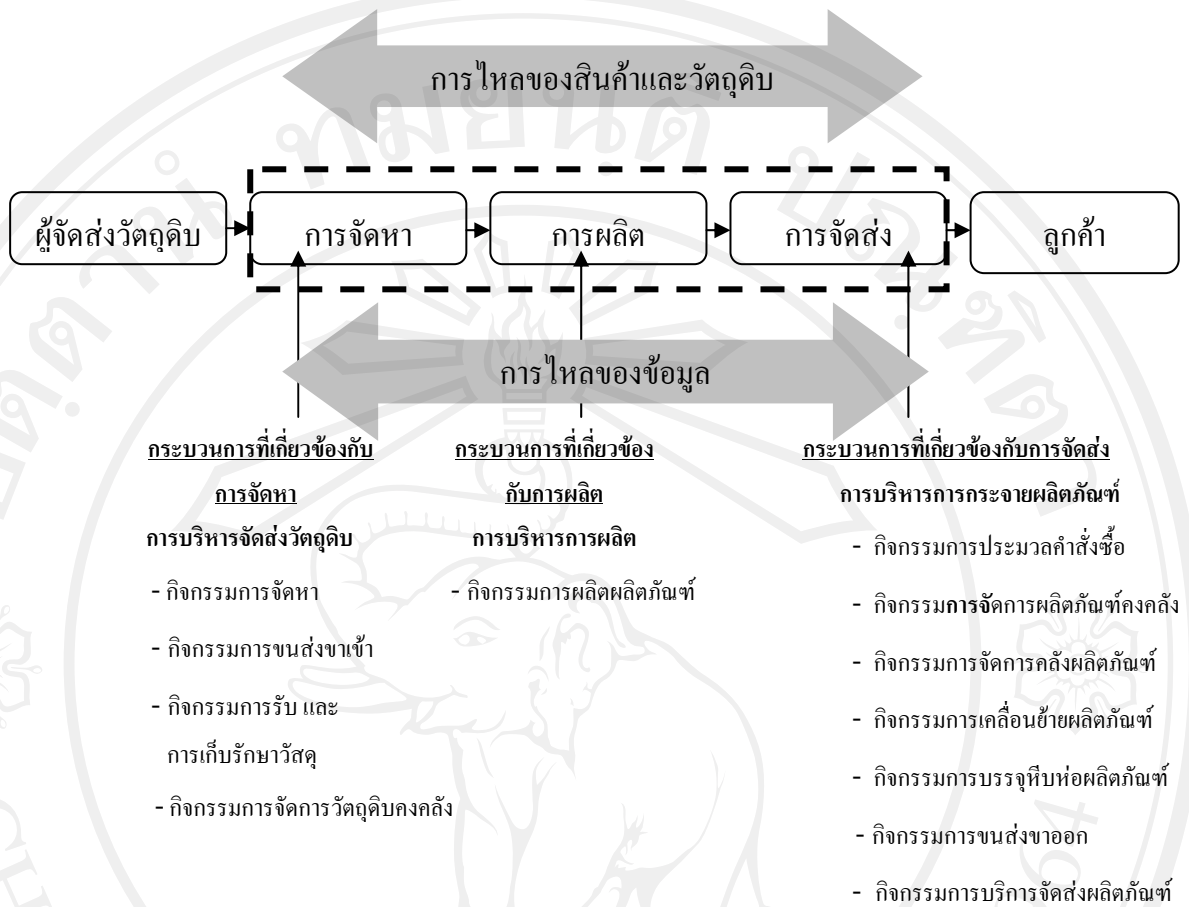 การไหลของสินค้าและวัตถุดิบ
ผู้จัดส่งวัตถุดิบ
การจัดหา
การผลิต
การจัดส่ง
ลูกค้า
การไหลของข้อมูล
กระบวนการที่เกี่ยวข้องกับ
การจัดหา
การบริหารจัดส่งวัตถุดิบ
- กิจกรรมการจัดหา
- กิจกรรมการขนส่งขาเข้า
- กิจกรรมการรับ และ
การเก็บรักษาวัสดุ
- กิจกรรมการจัดการวัตถุดิบคงคลัง
กระบวนการที่เกี่ยวข้อง
กับการผลิต
การบริหารการผลิต
- กิจกรรมการผลิตผลิตภัณฑ์
กระบวนการที่เกี่ยวข้องกับการจัดส่ง
การบริหารการกระจายผลิตภัณฑ์
- กิจกรรมการประมวลคำสั่งซื้อ
- กิจกรรมการจัดการผลิตภัณฑ์คงคลัง
- กิจกรรมการจัดการคลังผลิตภัณฑ์
- กิจกรรมการเคลื่อนย้ายผลิตภัณฑ์
- กิจกรรมการบรรจุหีบห่อผลิตภัณฑ์
- กิจกรรมการขนส่งขาออก
- กิจกรรมการบริการจัดส่งผลิตภัณฑ์